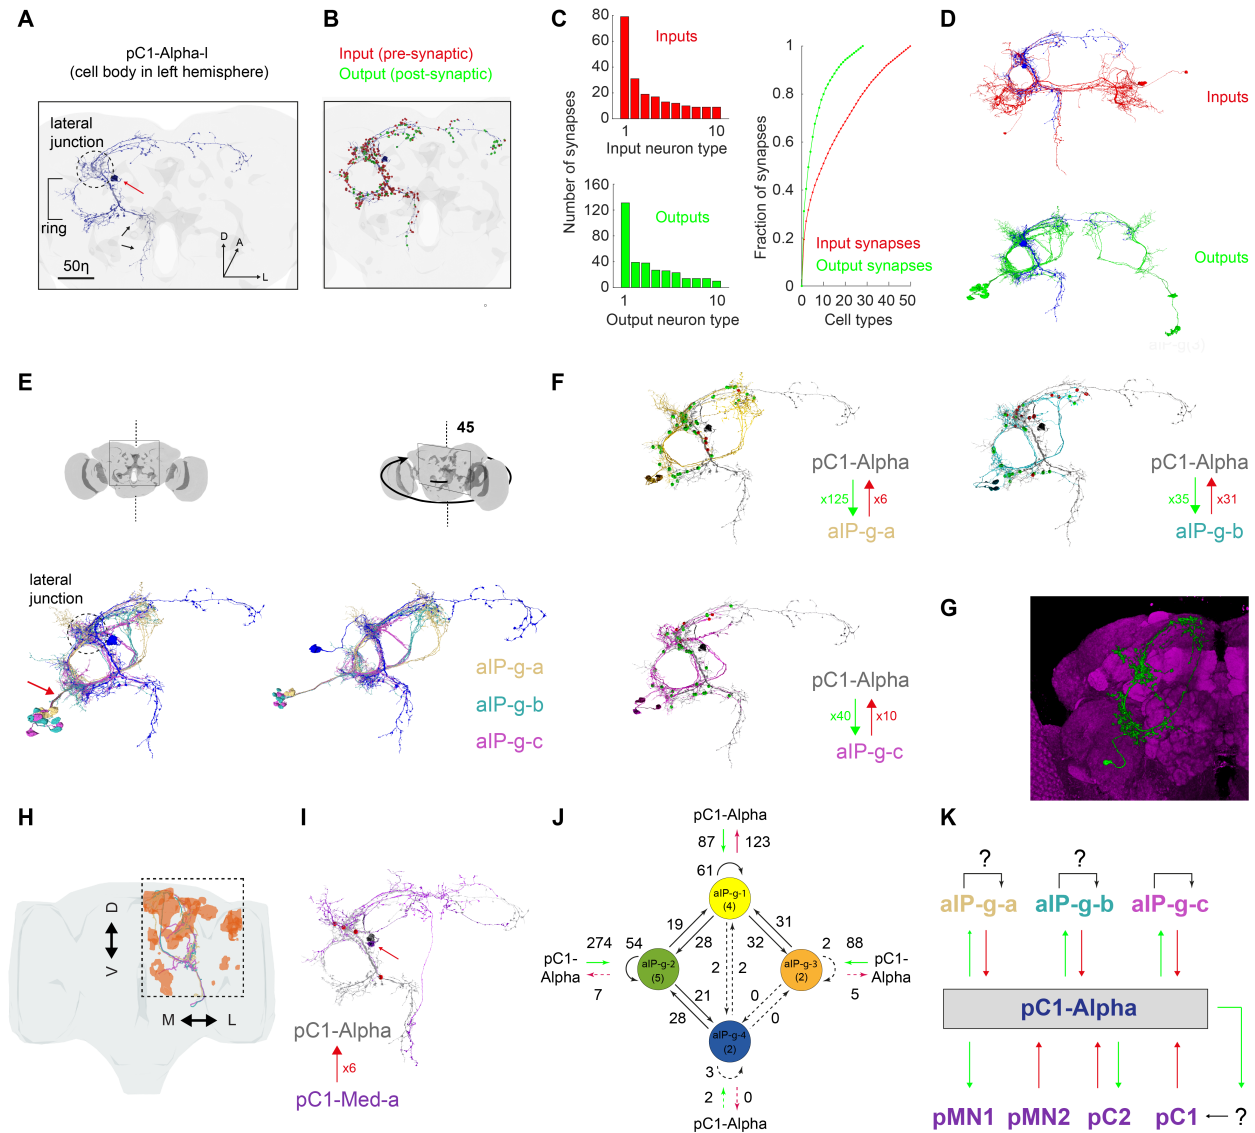 A
pC1-Alpha-l
(cell body in left hemisphere)
lateral
junction
ring
50η
D
A
L
B
Input (pre-synaptic)
Output (post-synaptic)
C
80
60
40
20
0
Inputs
1
10
Input neuron type
Number of synapses
160
120
80
40
0
Outputs
1
10
Output neuron type
Fraction of synapses
1
0.8
0.6
0.4
0.2
0
Input synapses
Output synapses
0
10
20
30
40
50
Cell types
D
Inputs
Outputs
E
45
lateral
junction
aIP-g-a
aIP-g-b
aIP-g-c
F
pC1-Alpha
x125
x6
aIP-g-a
pC1-Alpha
x35
x31
aIP-g-b
pC1-Alpha
x40
x10
aIP-g-c
G
H
D
V
M
L
I
pC1-Alpha
x6
pC1-Med-a
J
pC1-Alpha
87
123
61
aIP-g-1
(4)
19
31
28
32
274
54
2
88
pC1-
Alpha
aIP-g-2
(5)
2
2
aIP-g-3
(2)
pC1-
Alpha
7
21
0
5
28
0
aIP-g-4
(2)
3
2
0
pC1-Alpha
K
?
?
aIP-g-a
aIP-g-b
aIP-g-c
pC1-Alpha
pMN1
pMN2
pC2
pC1
?